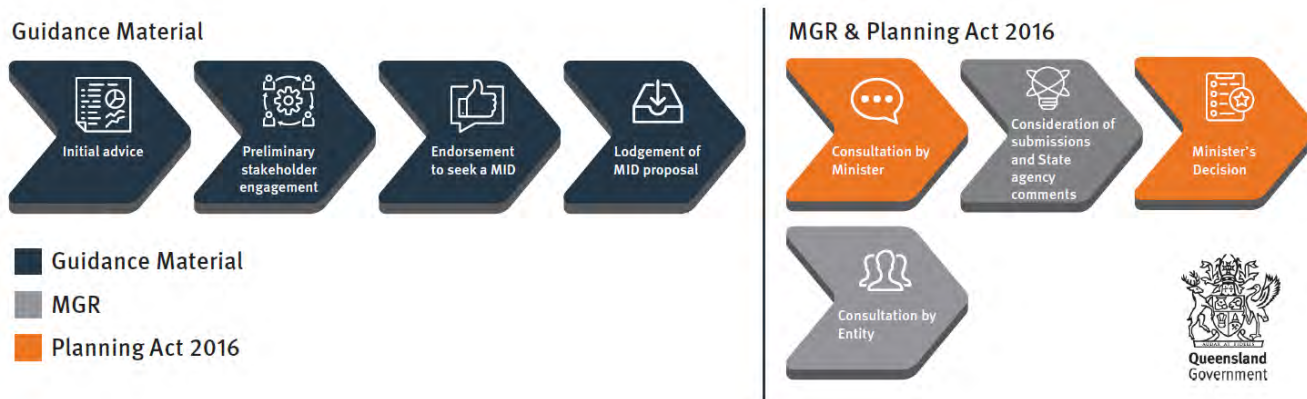 Guidance Material
Initial advice
Preliminary
stakeholder
engagement
Endorsement
to seek a MID
Lodgement of
MID proposal
Guidance Material
MGR
Planning Act 2016
MGR & Planning Act 2016
Consultation by
Minister
Consideration of
submissions
and State
agency
comments
Minister's
Decision
Consultation by
Entity
Queensland
Government